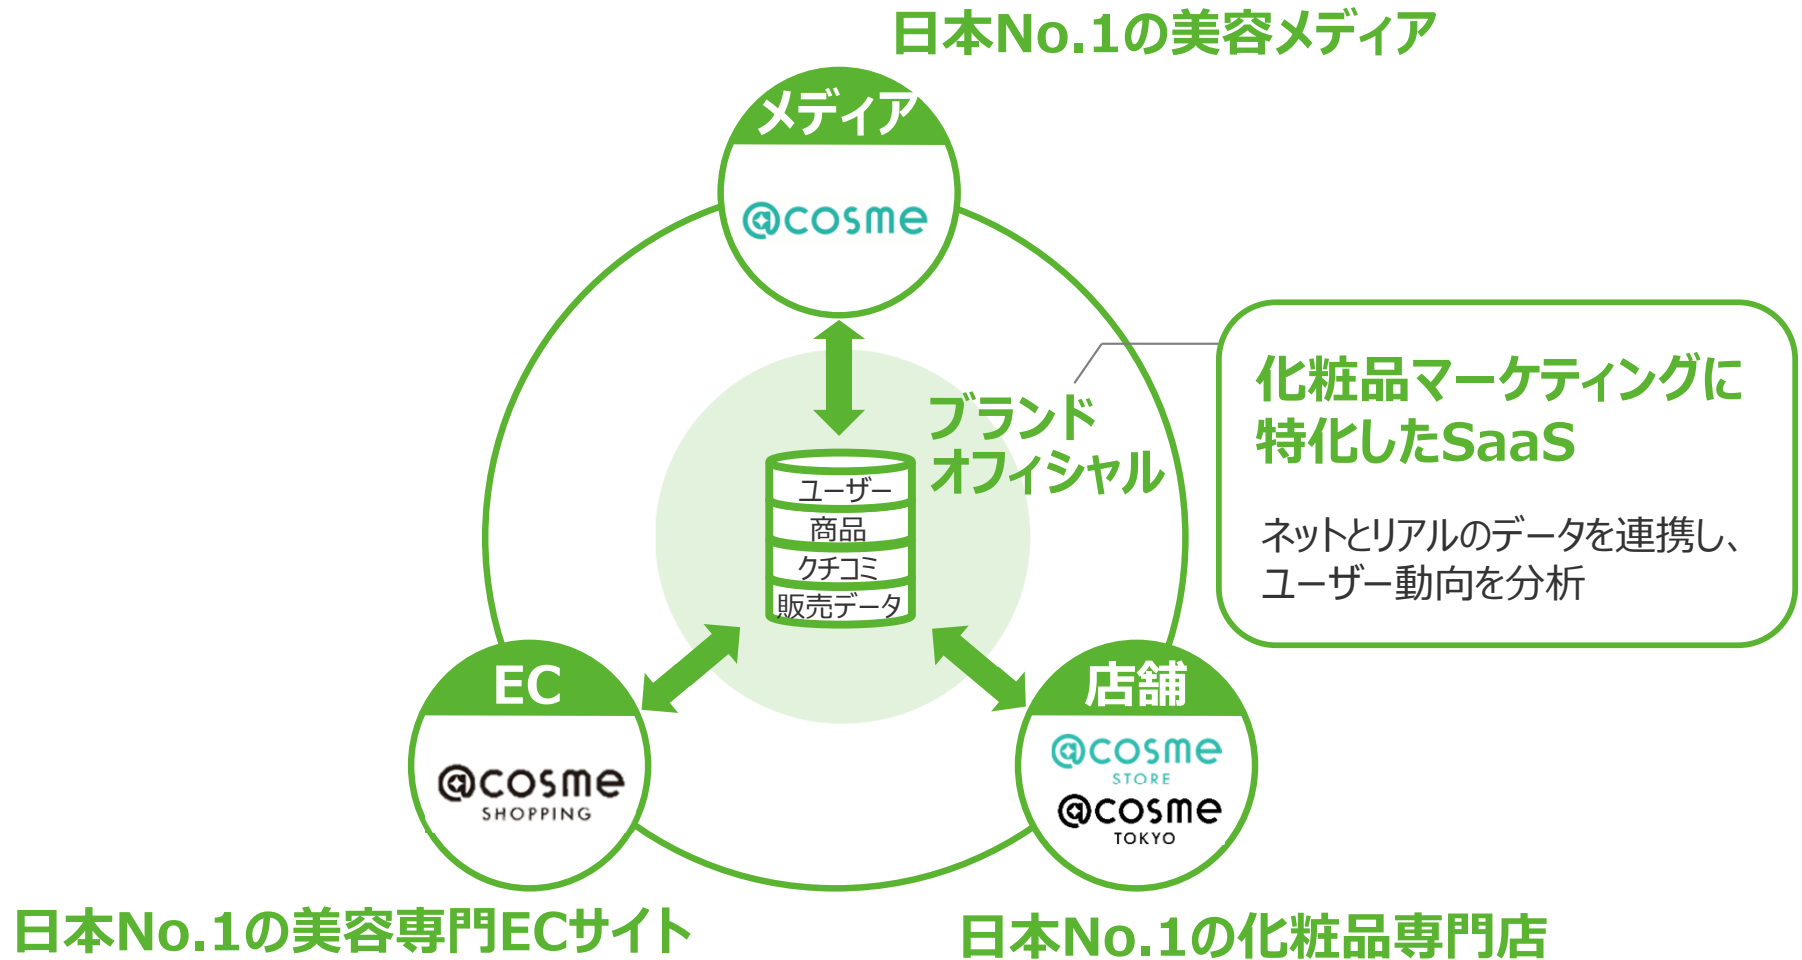 日本No.1の美容メディア
メディア
@cosme
ブランド
オフィシャル
化粧品マーケティングに
特化したSaaS
ネットとリアルのデータを連携し、
ユーザー動向を分析
ユーザー
商品
クチコミ
販売データ
EC
@cosme
SHOPPING
店舗
@cosme
STORE
@cosme
TOKYO
日本No.1の美容専門ECサイト
日本No.1の化粧品専門店